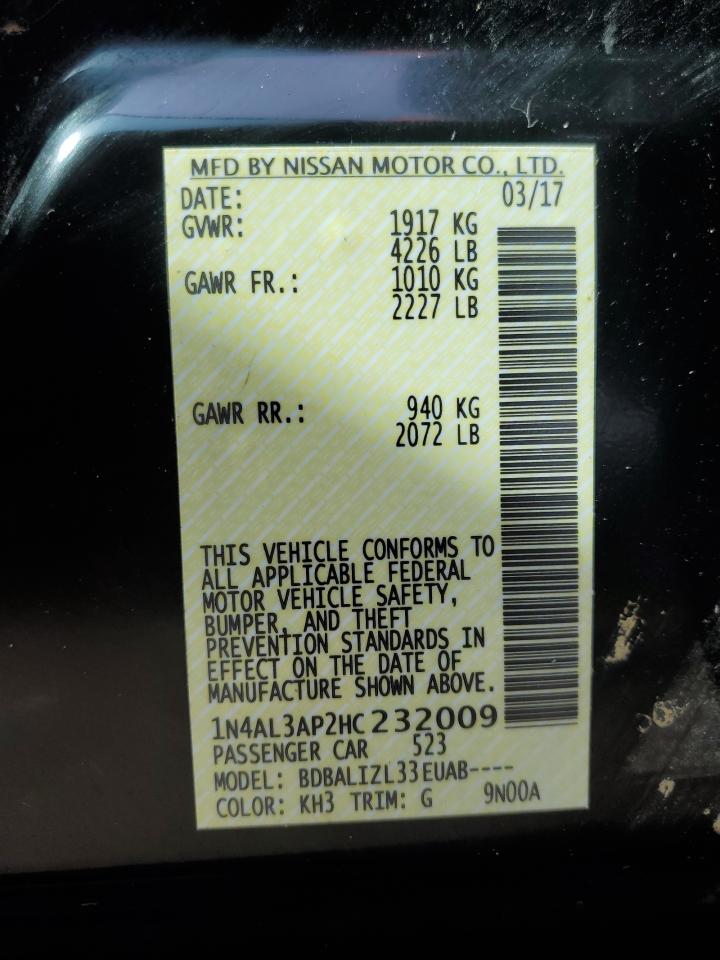 MFD BY NISSAN MOTOR CO., LTD.
DATE: 03/17
GVWR: 1917 KG
4226 LB
GAWR FR.: 1010 KG
2227 LB
GAWR RR.: 940 KG
2072 LB
THIS VEHICLE CONFORMS TO
ALL APPLICABLE FEDERAL
MOTOR VEHICLE SAFETY,
BUMPER, AND THEFT
PREVENTION STANDARDS IN
EFFECT ON THE DATE OF
MANUFACTURE SHOWN ABOVE.
1N4AL3AP2HC232009
PASSENGER CAR 523
MODEL: BDBALIZL33EUAB----
COLOR: KH3 TRIM: G 9N00A